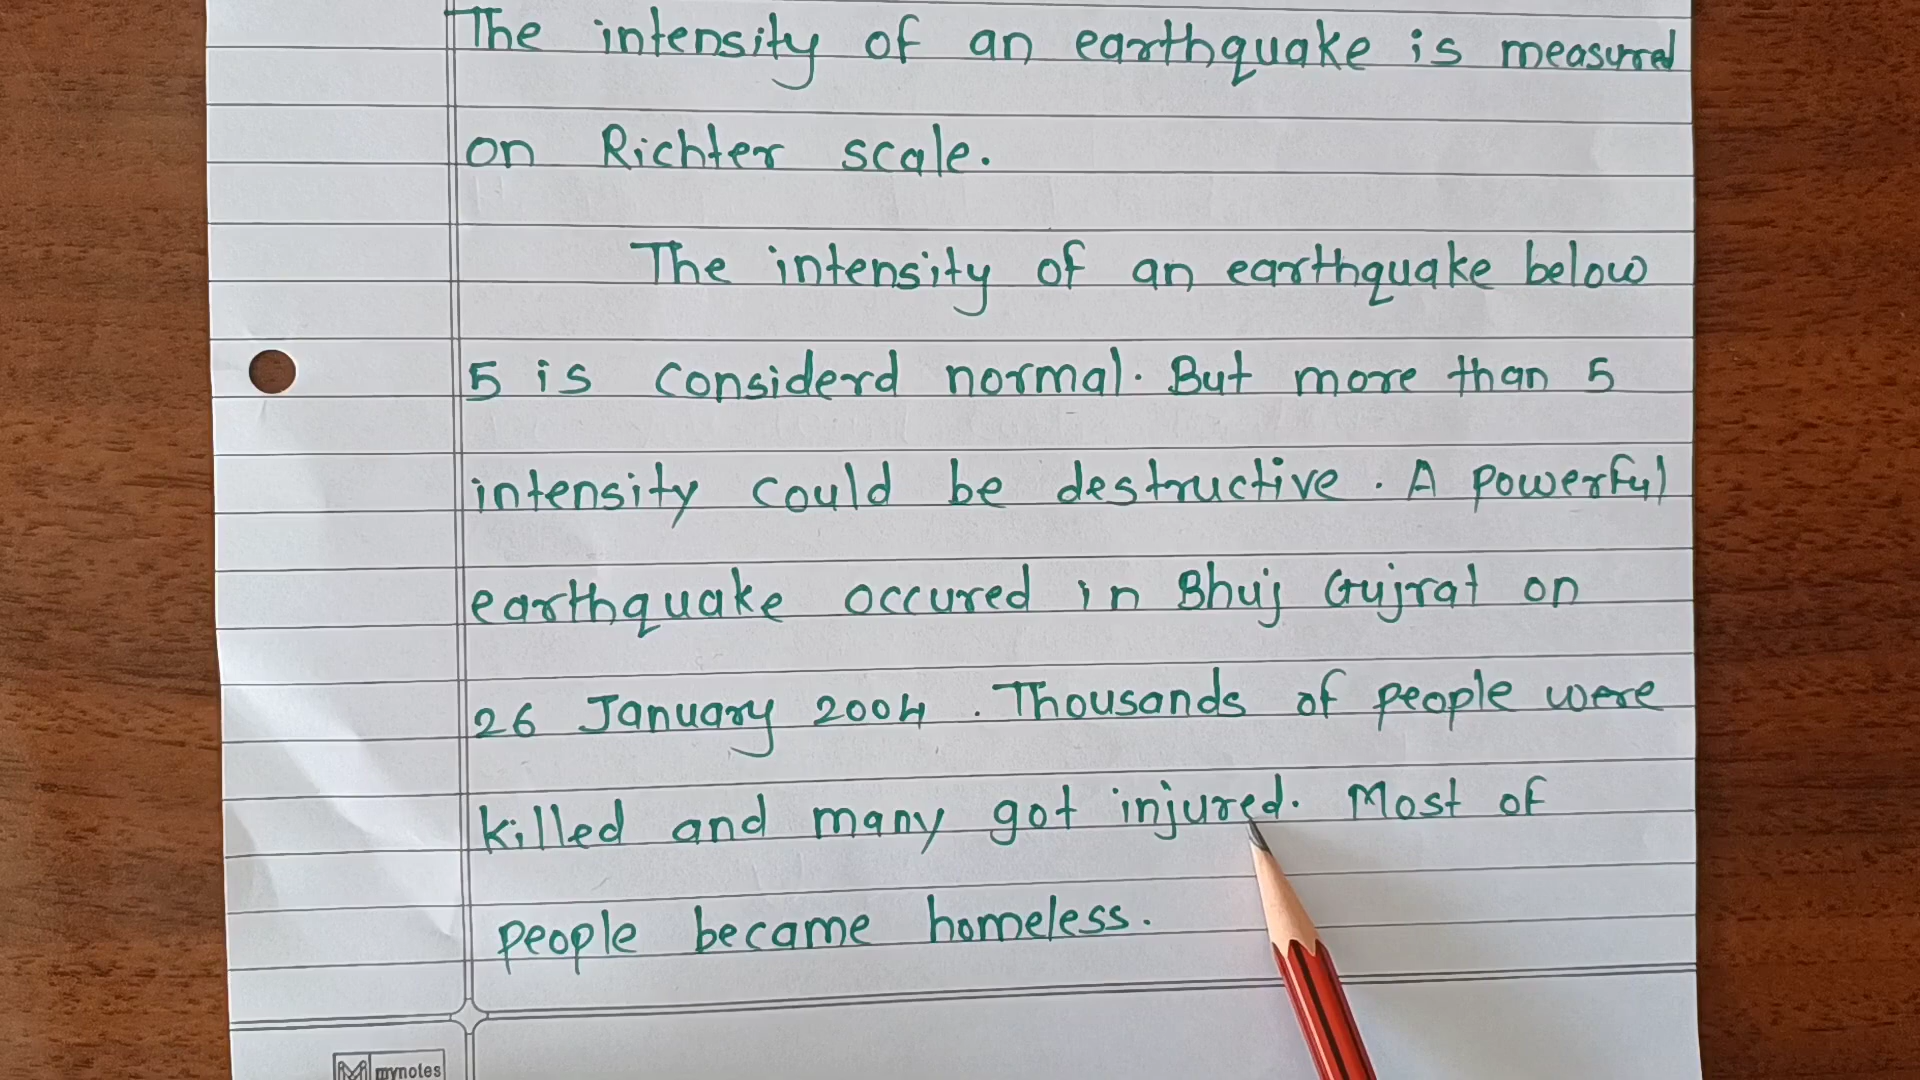 The intensity of an earthquake is measured
on Richter scale.
The intensity of an earthquake below
5 is considerd normal. But more than 5
intensity could be destructive. A powerful
earthquake occured in Bhuj Gujrat on
26 January 2004. Thousands of people were
killed and many got injured. Most of
people became homeless.
mynotes